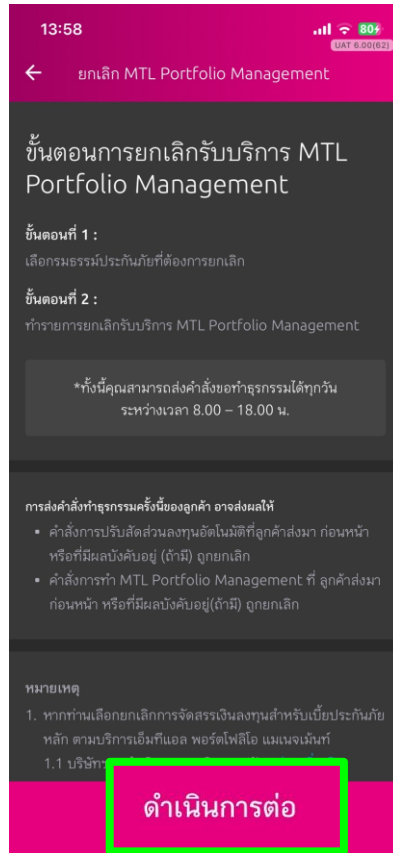 13:58
80
UAT 6.00(62)
ยกเลิก MTL Portfolio Management
ขั้นตอนการยกเลิกรับบริการ MTL
Portfolio Management
ขั้นตอนที่ 1 :
เลือกรมธรรม์ประกันภัยที่ต้องการยกเลิก
ขั้นตอนที่ 2 :
ทำรายการยกเลิกรับบริการ MTL Portfolio Management
*ทั้งนี้คุณสามารถส่งคำสั่งขอทำธุรกรรมได้ทุกวัน
ระหว่างเวลา 8.00 – 18.00 น.
การส่งคำสั่งทำธุรกรรมครั้งนี้ของลูกค้า อาจส่งผลให้
▪ คำสั่งการปรับสัดส่วนลงทุนอัตโนมัติที่ลูกค้าส่งมา ก่อนหน้า
หรือที่มีผลบังคับอยู่ (ถ้ามี) ถูกยกเลิก
▪ คำสั่งการทำ MTL Portfolio Management ที่ ลูกค้าส่งมา
ก่อนหน้า หรือที่มีผลบังคับอยู่(ถ้ามี) ถูกยกเลิก
หมายเหตุ
1. หากท่านเลือกยกเลิกการจัดสรรเงินลงทุนสำหรับเบี้ยประกันภัย
หลัก ตามบริการเอ็มทีแอล พอร์ตโฟลิโอ แมเนจเม้นท์
1.1 บริษัท
ดำเนินการต่อ